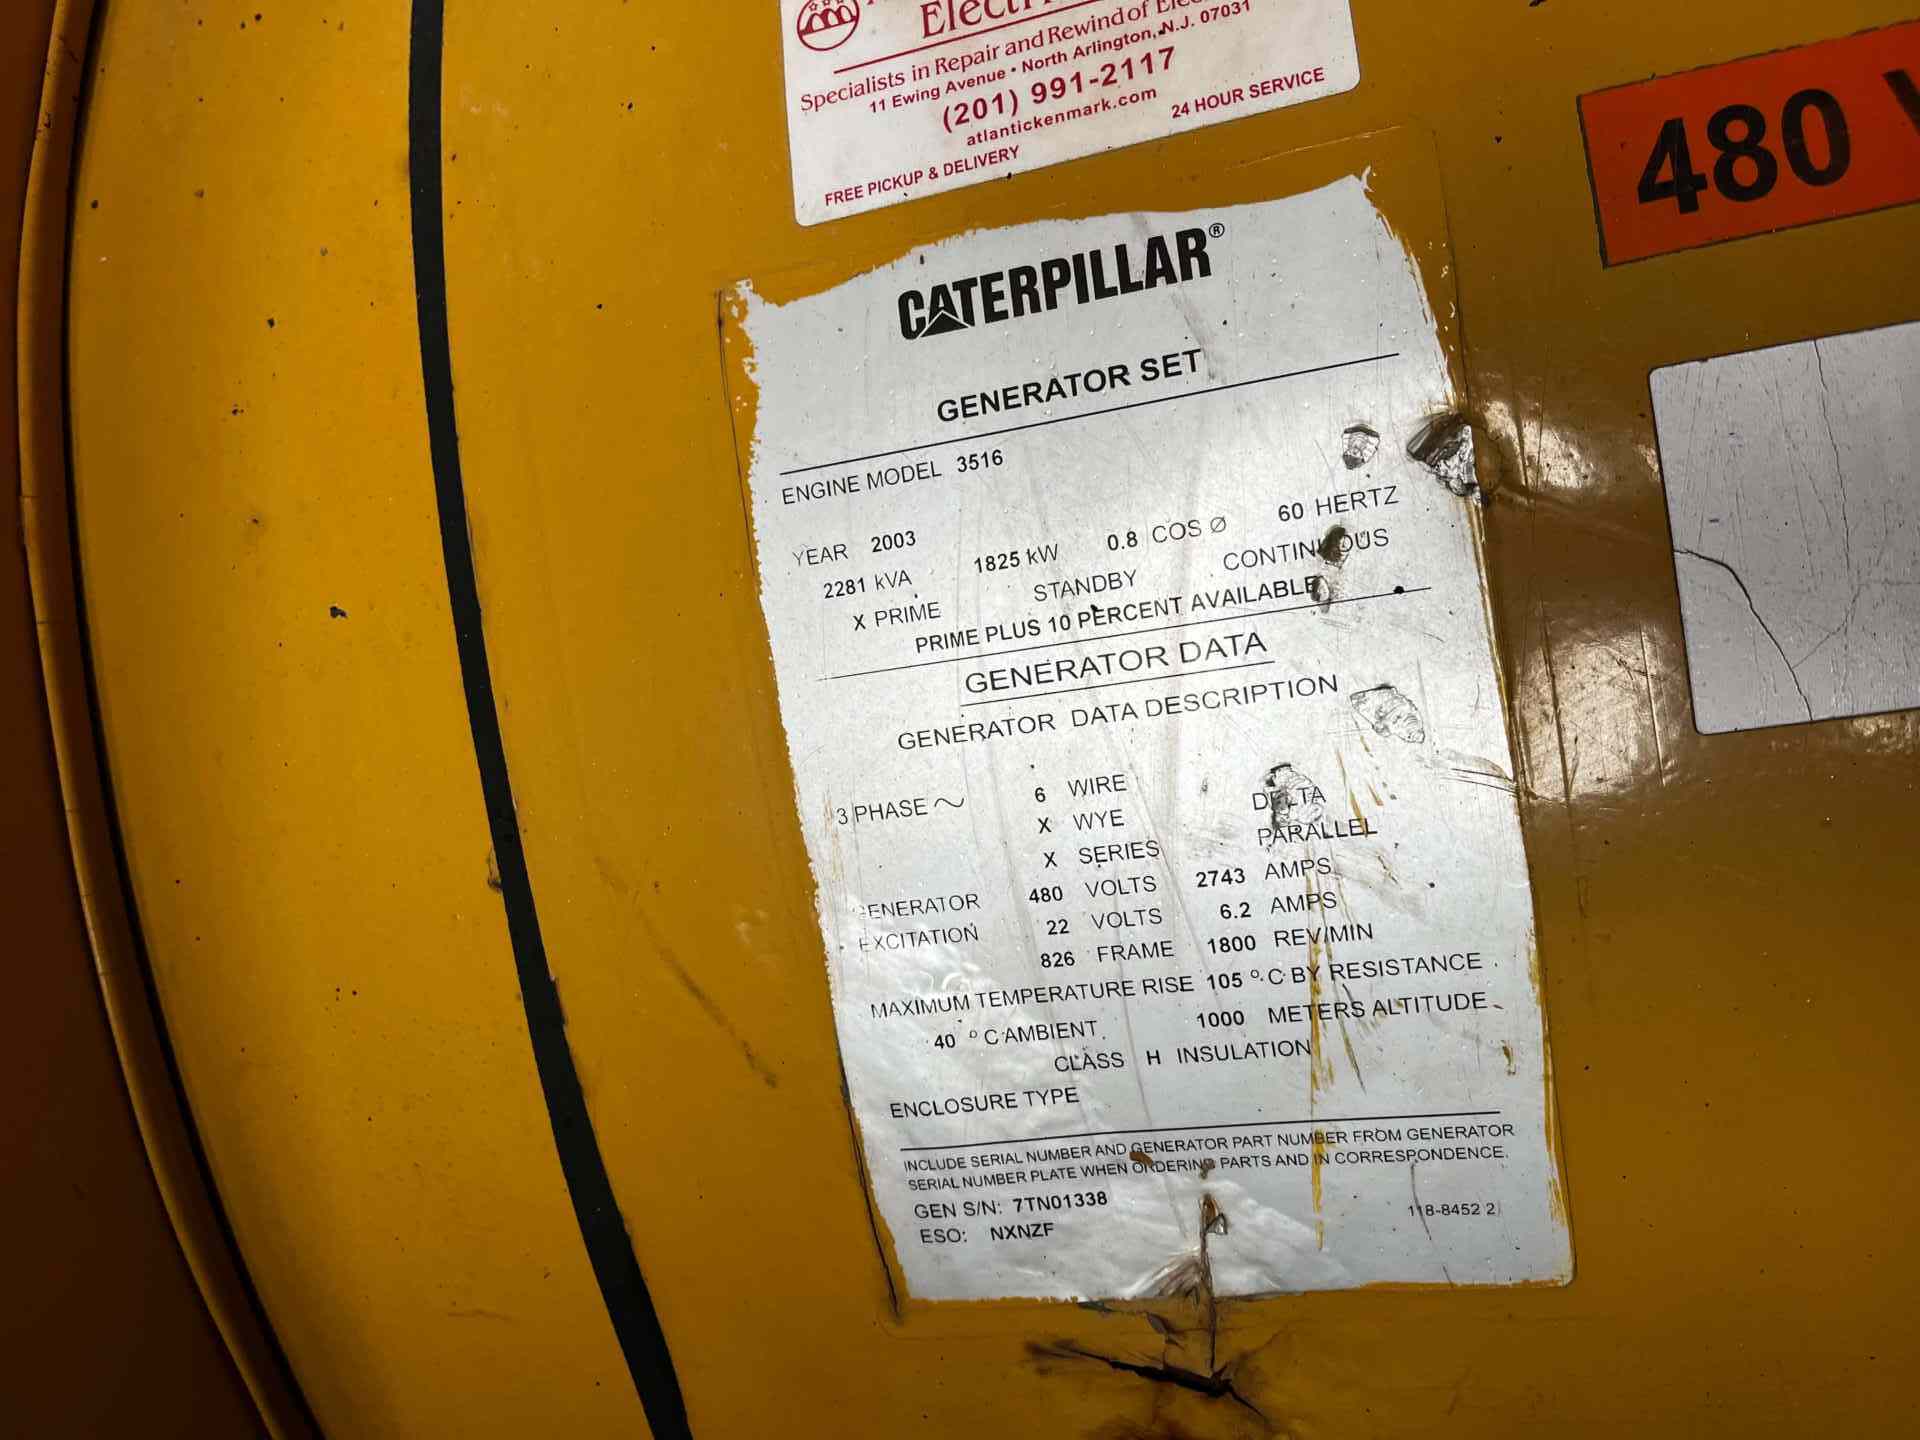 Specialists in Repair and Rewind of
11 Ewing Avenue • North Arlington, N.J. 07031
(201) 991-2117
atlantickenmark.com
24 HOUR SERVICE
FREE PICKUP & DELIVERY
480
CATERPILLAR®
GENERATOR SET
ENGINE MODEL 3516
YEAR 2003
2281 kVA 1825 kW 0.8 COS Ø 60 HERTZ
X PRIME STANDBY CONTINUOUS
PRIME PLUS 10 PERCENT AVAILABLE
GENERATOR DATA
GENERATOR DATA DESCRIPTION
3 PHASE ~ 6 WIRE
X WYE DELTA
X SERIES PARALLEL
GENERATOR 480 VOLTS 2743 AMPS
EXCITATION 22 VOLTS 6.2 AMPS
826 FRAME 1800 REV/MIN
MAXIMUM TEMPERATURE RISE 105 °C BY RESISTANCE
40 °C AMBIENT 1000 METERS ALTITUDE
CLASS H INSULATION
ENCLOSURE TYPE
INCLUDE SERIAL NUMBER AND GENERATOR PART NUMBER FROM GENERATOR
SERIAL NUMBER PLATE WHEN ORDERING PARTS AND IN CORRESPONDENCE.
GEN S/N: 7TN01338
ESO: NXNZF
118-8452 2